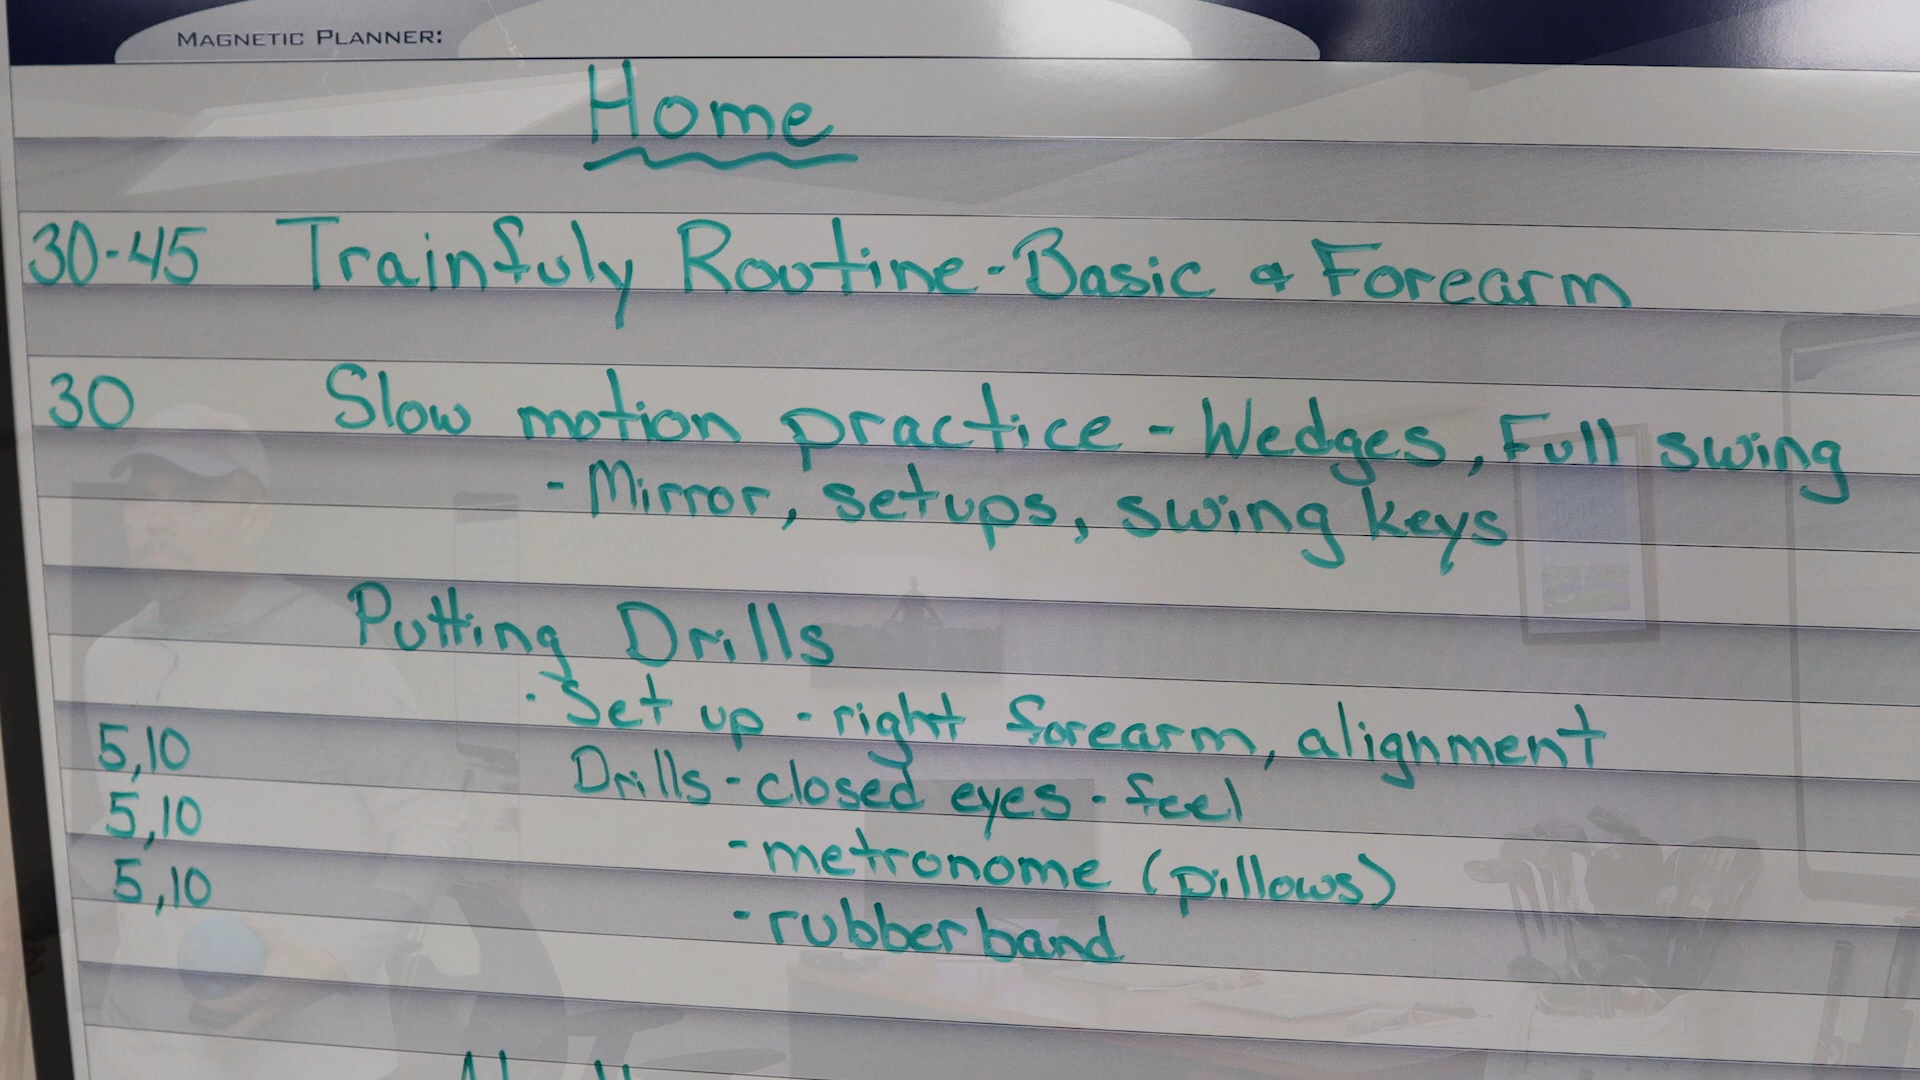 MAGNETIC PLANNER:
Home
30-45 Trainfuly Routine - Basic & Forearm
30 Slow motion practice - Wedges, Full swing
- Mirror, setups, swing keys
Putting Drills
· Set up - right forearm, alignment
5,10 Drills - closed eyes - feel
5,10 - metronome (pillows)
5,10 - rubber band